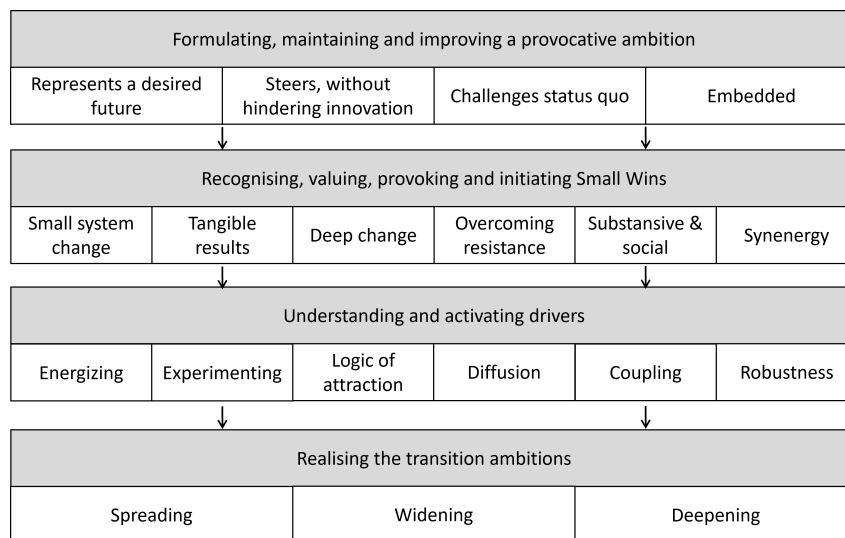 Formulating, maintaining and improving a provocative ambition
Represents a desired
future
Steers, without
hindering innovation
Challenges status quo
Embedded
Recognising, valuing, provoking and initiating Small Wins
Small system
change
Tangible
results
Deep change
Overcoming
resistance
Substansive &
social
Synenergy
Understanding and activating drivers
Energizing
Experimenting
Logic of
attraction
Diffusion
Coupling
Robustness
Realising the transition ambitions
Spreading
Widening
Deepening